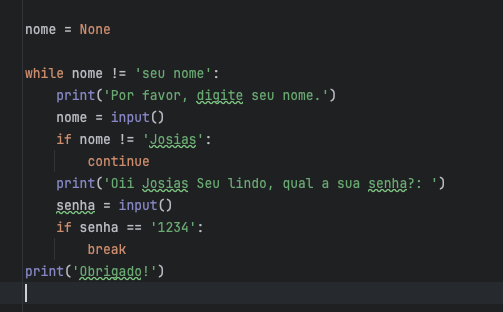 nome = None
while nome != 'seu nome':
    print('Por favor, digite seu nome.')
    nome = input()
    if nome != 'Josias':
        continue
    print('Oii Josias Seu lindo, qual a sua senha?: ')
    senha = input()
    if senha == '1234':
        break
print('Obrigado!')